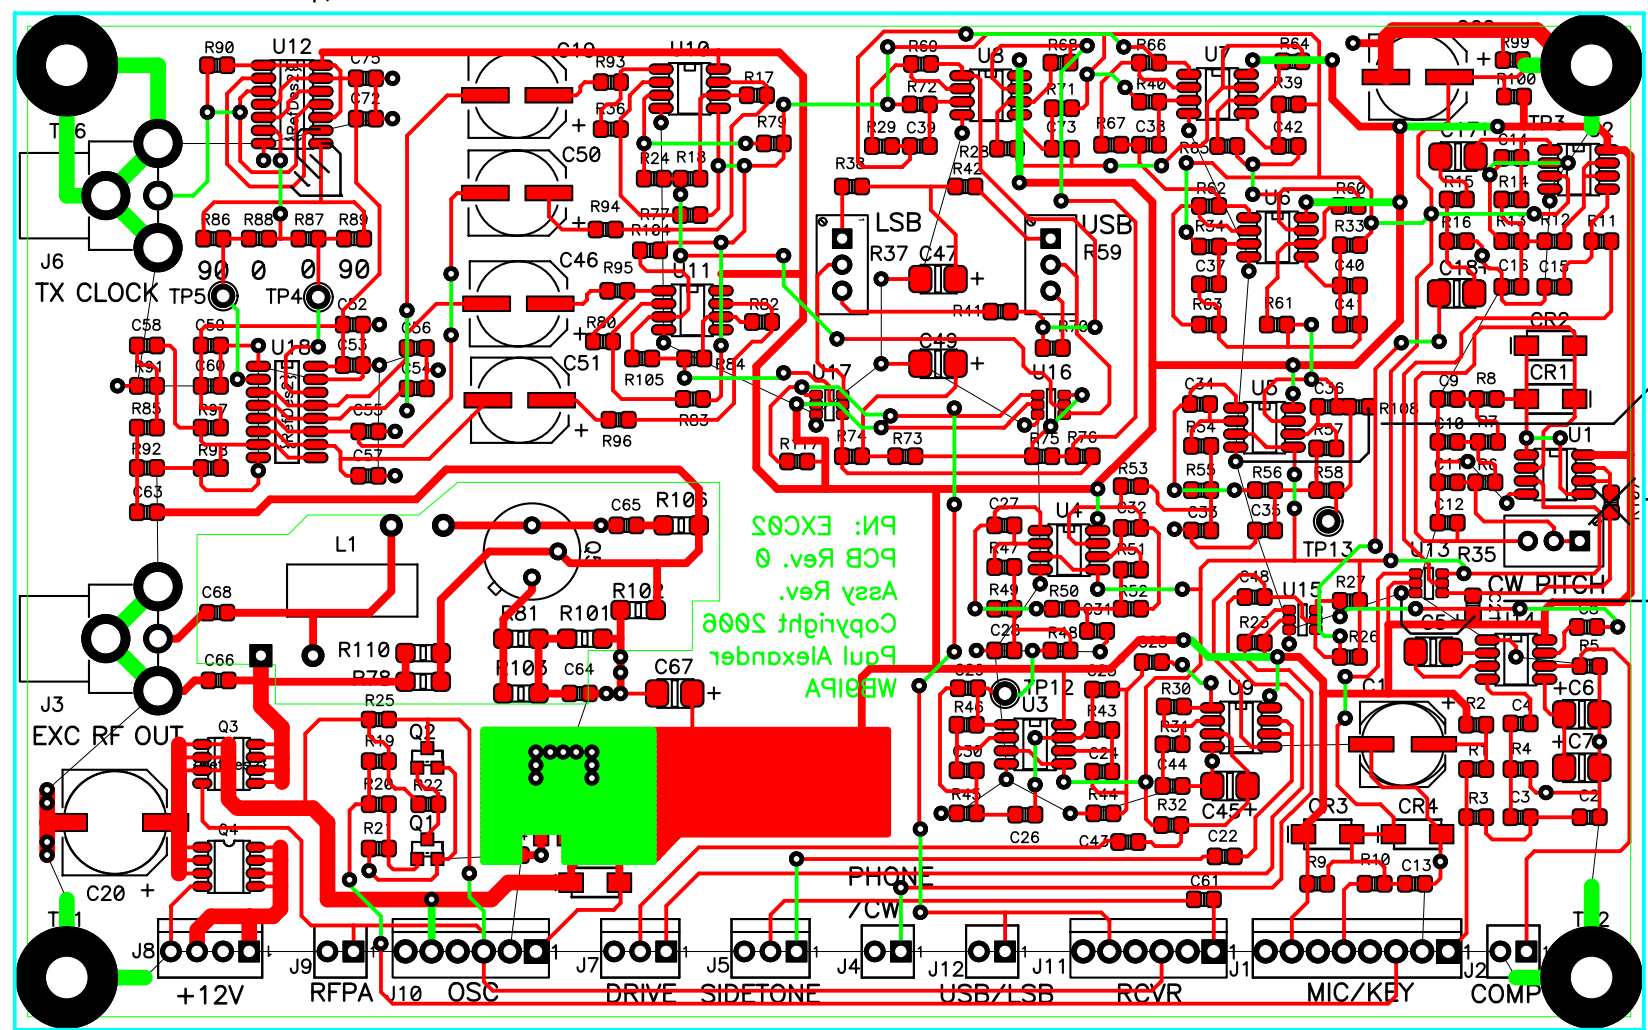 R90
U12
C75
C72
C19
R93
R36
U10
R17
R79
R24
R18
R77
C50
R94
R104
R69
R72
R29
C39
U8
R28
R68
R71
C73
R66
R40
R67
C38
U7
R64
R39
C42
R99
R100
TP3
C14
R15
R14
R16
R13
R12
R11
C16
C15
R38
R42
R62
U6
R60
R34
R33
C37
C40
R63
R61
C41
R86
R88
R87
R89
90
0
0
90
J6
TX CLOCK
TP5
TP4
LSB
R37
C47
USB
R59
C46
R95
U11
R82
R80
R105
R84
R83
R41
C49
C51
R96
C58
C59
C52
C53
C56
C54
R91
C60
U18
R85
R97
C55
R92
R98
C57
C63
U17
U16
R74
R73
R75
R76
C34
U5
C36
R108
R54
R57
R55
R56
R58
C33
C35
TP13
CR2
CR1
C9
R8
C10
R7
R6
U1
C12
R35
CW PITCH
U13
L1
C65
R106
PN: EXC02
PCB Rev. 0
Assy Rev.
Copyright 2006
Paul Alexander
WB9IPA
C27
U4
R53
C32
R47
R51
R49
R50
C31
R52
C28
R48
C48
U15
R27
R23
R26
C5
U14
C8
R5
C68
R81
R101
R102
R110
R78
R103
C64
C67
C66
J3
EXC RF OUT
TP12
C25
R46
U3
R43
C30
C24
R45
R44
C26
R30
R31
U9
C44
R32
C45
C43
C22
C1
R2
C4
C6
R1
R4
C7
R3
C3
C2
CR3
CR4
R9
R10
C13
Q3
Q4
C20
R25
R19
Q2
R20
R22
R21
Q1
PHONE
/CW
C61
J8
+12V
J9
RFPA
J10
OSC
J7
DRIVE
J5
SIDETONE
J4
J12
USB/LSB
J11
RCVR
J1
MIC/KEY
J2
COMP